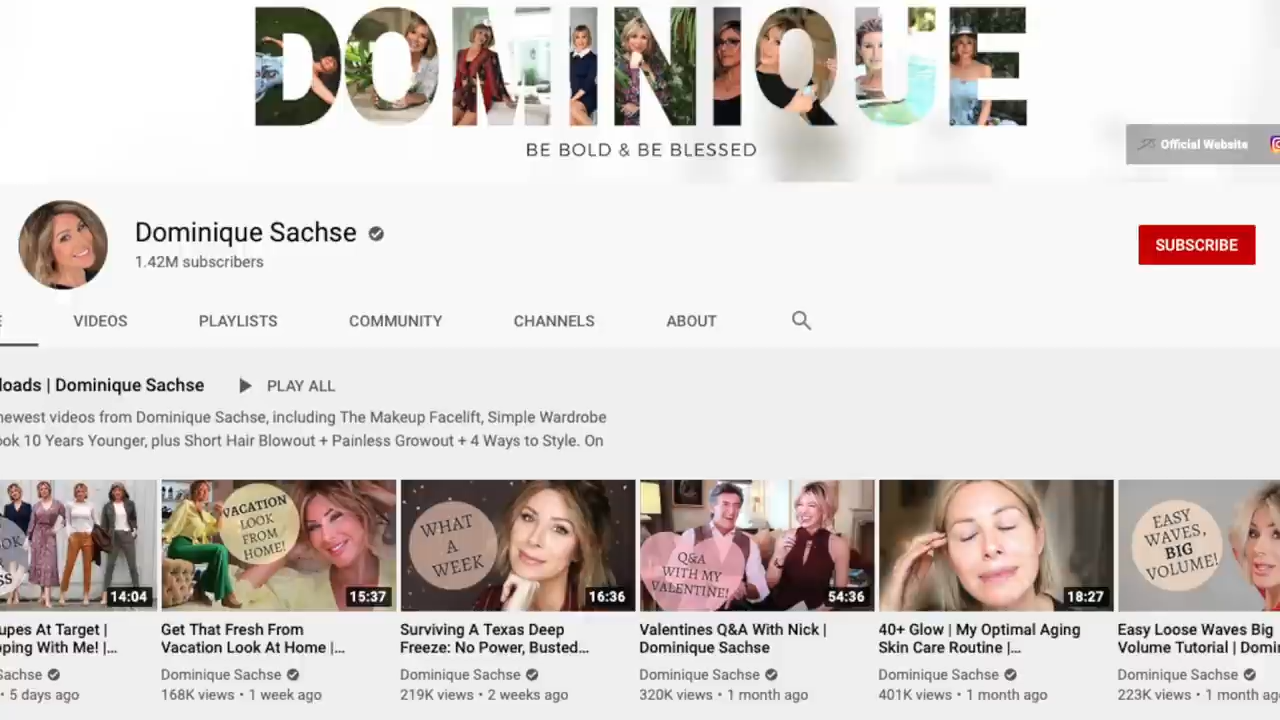 DOMINIQUE
BE BOLD & BE BLESSED
Official Website
Dominique Sachse
1.42M subscribers
SUBSCRIBE
VIDEOS PLAYLISTS COMMUNITY CHANNELS ABOUT
loads | Dominique Sachse PLAY ALL
newest videos from Dominique Sachse, including The Makeup Facelift, Simple Wardrobe
ook 10 Years Younger, plus Short Hair Blowout + Painless Growout + 4 Ways to Style. On
14:04
VACATION
LOOK
FROM
HOME!
15:37
WHAT
A
WEEK
16:36
Q&A
WITH MY
VALENTINE!
54:36
18:27
EASY
WAVES,
BIG
VOLUME!
upes At Target |
pping With Me! |...
Sachse
• 5 days ago
Get That Fresh From
Vacation Look At Home |...
Dominique Sachse
168K views • 1 week ago
Surviving A Texas Deep
Freeze: No Power, Busted...
Dominique Sachse
219K views • 2 weeks ago
Valentines Q&A With Nick |
Dominique Sachse
Dominique Sachse
320K views • 1 month ago
40+ Glow | My Optimal Aging
Skin Care Routine |...
Dominique Sachse
401K views • 1 month ago
Easy Loose Waves Big
Volume Tutorial | Domin
Dominique Sachse
223K views • 1 month ag